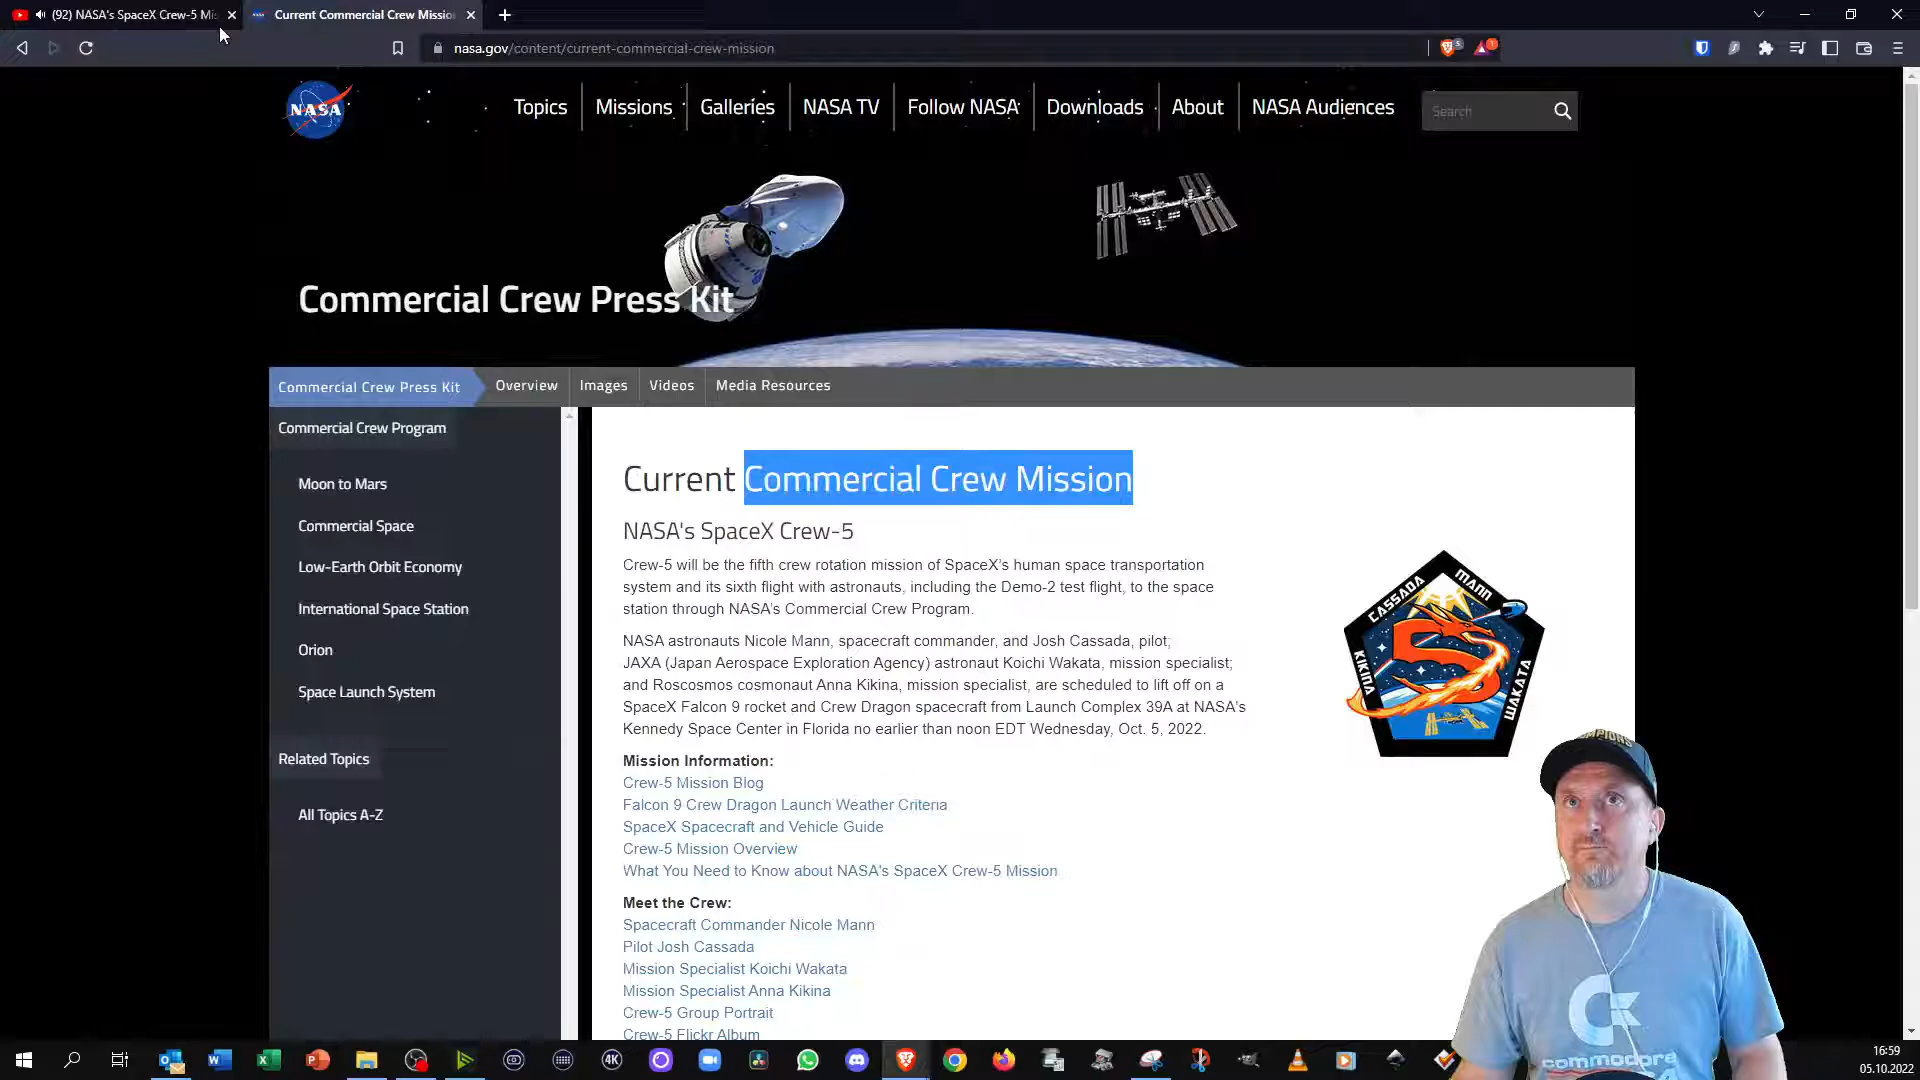 (92) NASA's SpaceX Crew-5 Mis
Current Commercial Crew Missio
nasa.gov/content/current-commercial-crew-mission
NASA
Topics
Missions
Galleries
NASA TV
Follow NASA
Downloads
About
NASA Audiences
Search
Commercial Crew Press Kit
Commercial Crew Press Kit
Overview
Images
Videos
Media Resources
Commercial Crew Program
Moon to Mars
Commercial Space
Low-Earth Orbit Economy
International Space Station
Orion
Space Launch System
Related Topics
All Topics A-Z
Current Commercial Crew Mission
NASA's SpaceX Crew-5
Crew-5 will be the fifth crew rotation mission of SpaceX's human space transportation
system and its sixth flight with astronauts, including the Demo-2 test flight, to the space
station through NASA's Commercial Crew Program.
NASA astronauts Nicole Mann, spacecraft commander, and Josh Cassada, pilot;
JAXA (Japan Aerospace Exploration Agency) astronaut Koichi Wakata, mission specialist;
and Roscosmos cosmonaut Anna Kikina, mission specialist, are scheduled to lift off on a
SpaceX Falcon 9 rocket and Crew Dragon spacecraft from Launch Complex 39A at NASA's
Kennedy Space Center in Florida no earlier than noon EDT Wednesday, Oct. 5, 2022.
CASSADA
MANN
KIKINA
WAKATA
Mission Information:
Crew-5 Mission Blog
Falcon 9 Crew Dragon Launch Weather Criteria
SpaceX Spacecraft and Vehicle Guide
Crew-5 Mission Overview
What You Need to Know about NASA's SpaceX Crew-5 Mission
Meet the Crew:
Spacecraft Commander Nicole Mann
Pilot Josh Cassada
Mission Specialist Koichi Wakata
Mission Specialist Anna Kikina
Crew-5 Group Portrait
Crew-5 Flickr Album
commodore
4K
16:59
05.10.2022